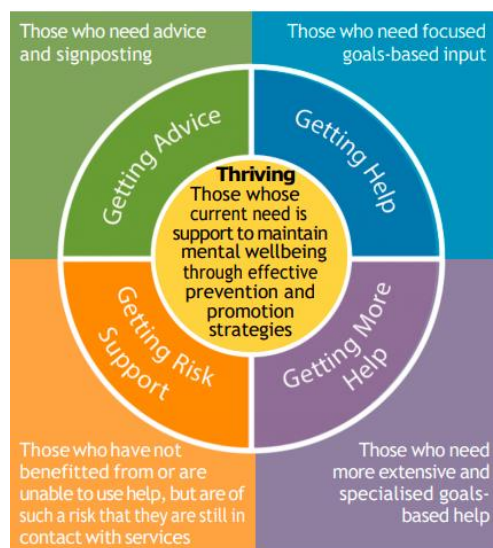 Those who need advice
and signposting
Those who need focused
goals-based input
Getting Advice
Getting Help
Thriving
Those whose
current need is
support to maintain
mental wellbeing
through effective
prevention and
promotion
strategies
Getting Risk
Support
Getting More
Help
Those who have not
benefitted from or are
unable to use help, but are of
such a risk that they are still in
contact with services
Those who need
more extensive and
specialised goals-
based help